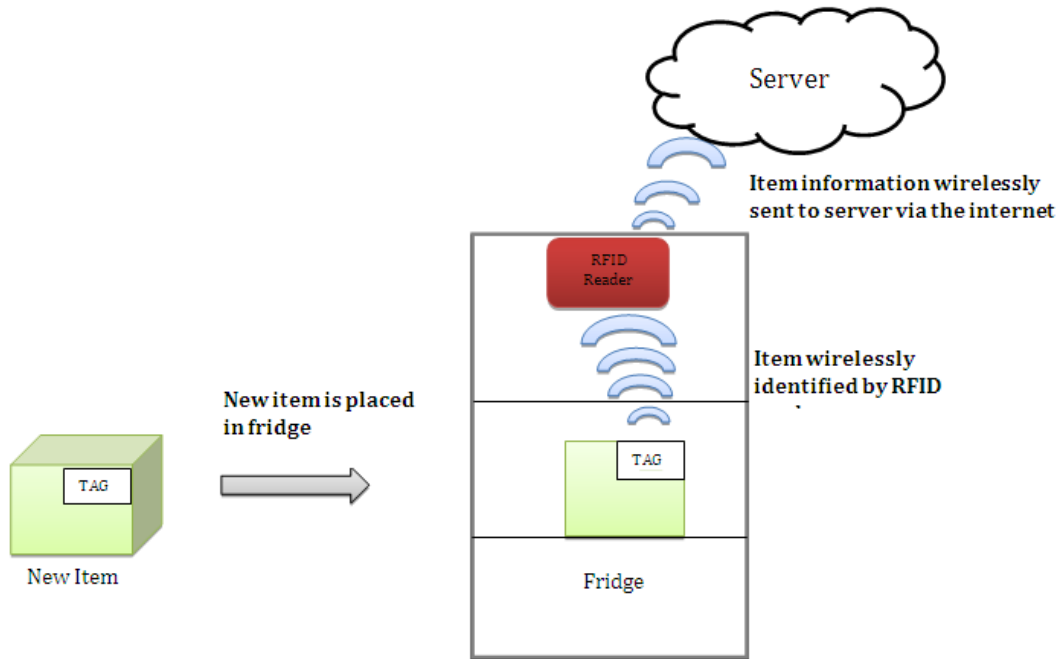 Server
Item information wirelessly
sent to server via the internet
RFID
Reader
Item wirelessly
identified by RFID
New item is placed
in fridge
TAG
TAG
New Item
Fridge